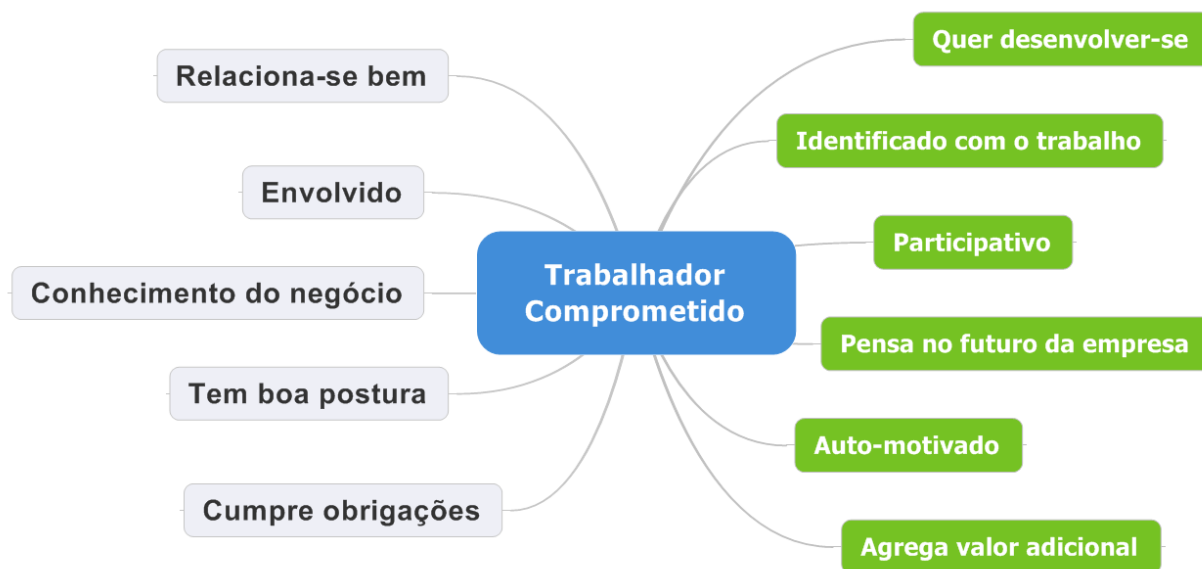 Relaciona-se bem
Envolvido
Conhecimento do negócio
Tem boa postura
Cumpre obrigações
Trabalhador
Comprometido
Quer desenvolver-se
Identificado com o trabalho
Participativo
Pensa no futuro da empresa
Auto-motivado
Agrega valor adicional